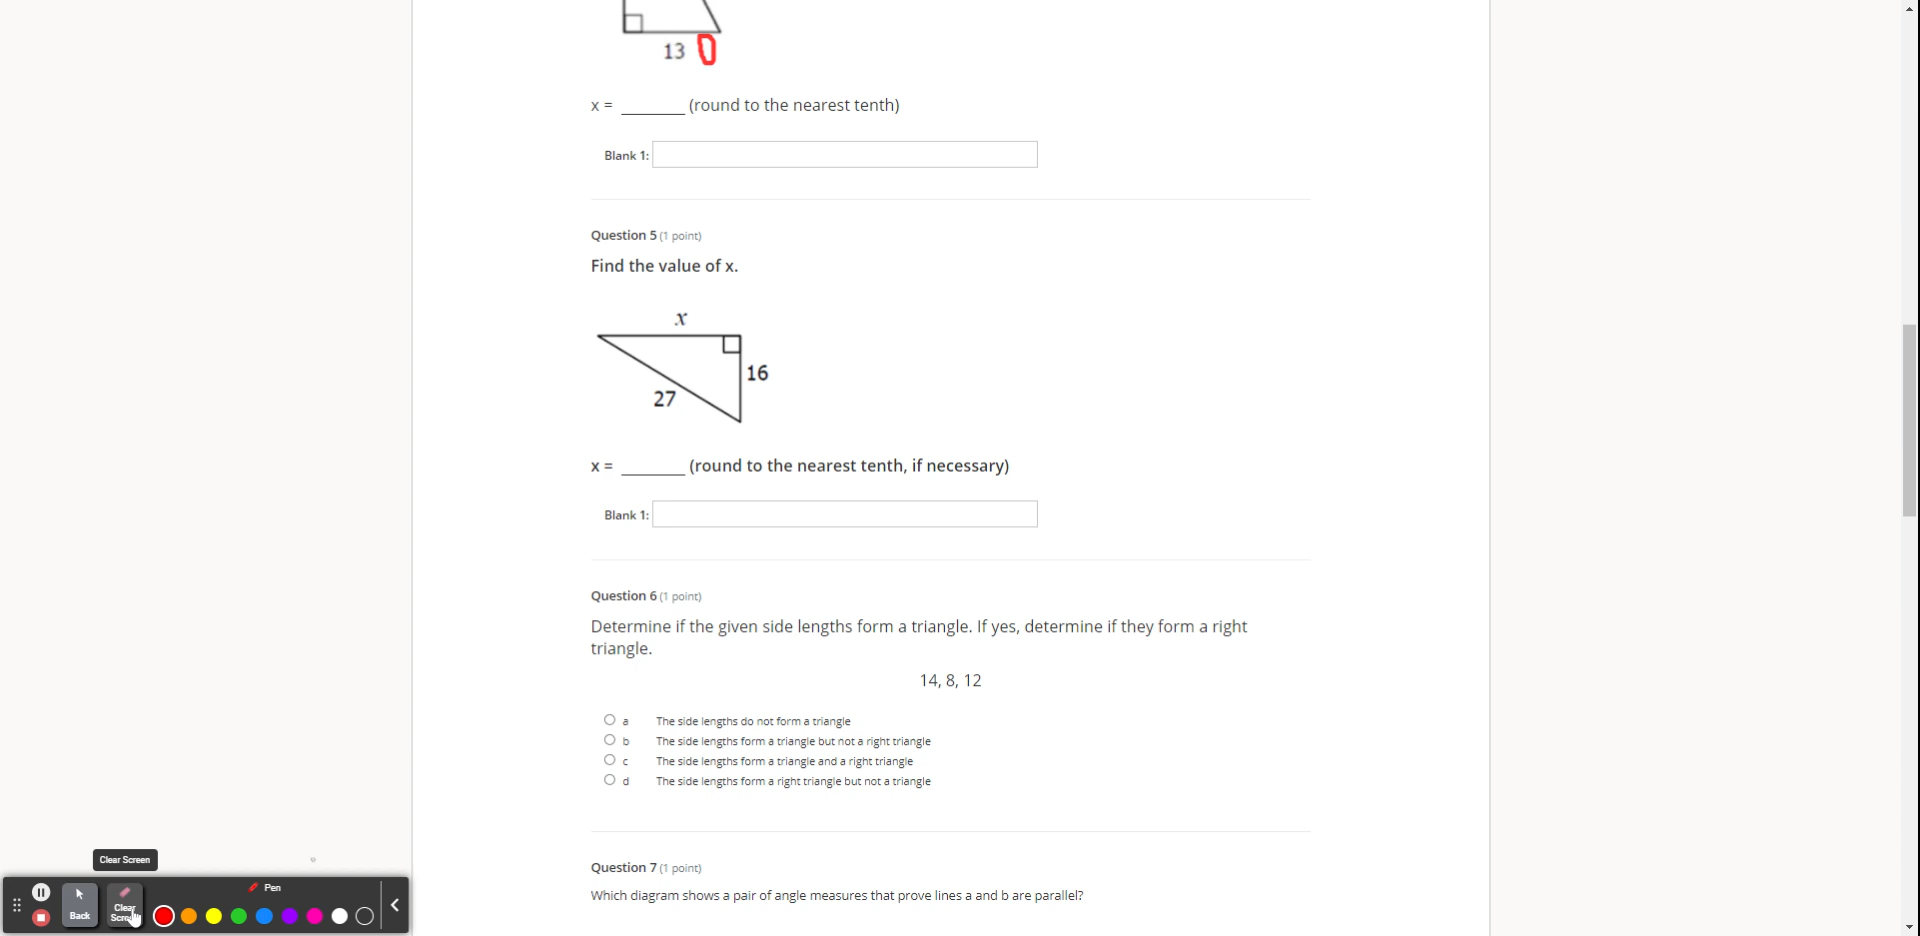 13
x = ________ (round to the nearest tenth)
Blank 1:
Question 5 (1 point)
Find the value of x.
x
16
27
x = ________ (round to the nearest tenth, if necessary)
Blank 1:
Question 6 (1 point)
Determine if the given side lengths form a triangle. If yes, determine if they form a right
triangle.
14, 8, 12
a The side lengths do not form a triangle
b The side lengths form a triangle but not a right triangle
c The side lengths form a triangle and a right triangle
d The side lengths form a right triangle but not a triangle
Question 7 (1 point)
Which diagram shows a pair of angle measures that prove lines a and b are parallel?
Clear Screen
Pen
Back
Clear
Screen